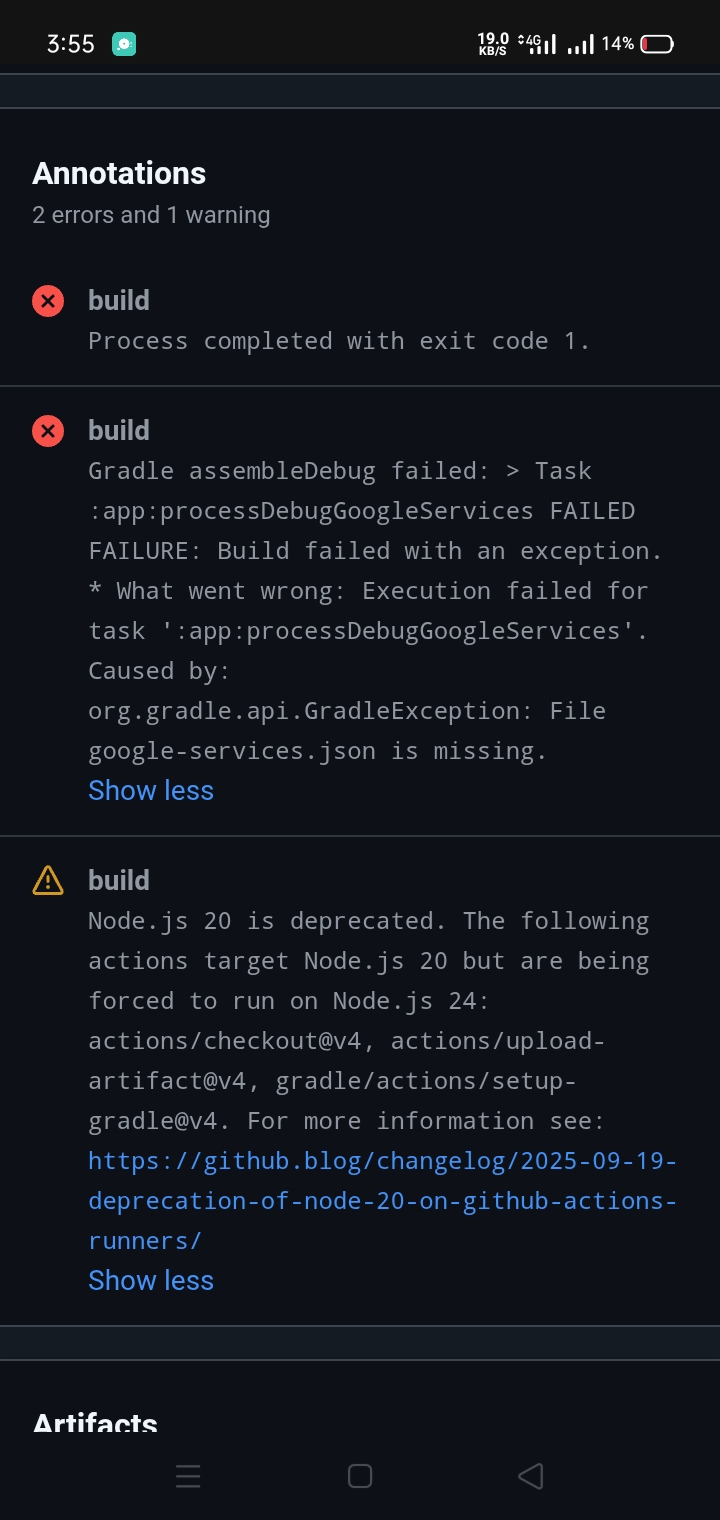 3:55
19.0
KB/S
4G
14%
Annotations
2 errors and 1 warning
build
Process completed with exit code 1.
build
Gradle assembleDebug failed: > Task
:app:processDebugGoogleServices FAILED
FAILURE: Build failed with an exception.
* What went wrong: Execution failed for
task ':app:processDebugGoogleServices'.
Caused by:
org.gradle.api.GradleException: File
google-services.json is missing.
Show less
build
Node.js 20 is deprecated. The following
actions target Node.js 20 but are being
forced to run on Node.js 24:
actions/checkout@v4, actions/upload-
artifact@v4, gradle/actions/setup-
gradle@v4. For more information see:
https://github.blog/changelog/2025-09-19-
deprecation-of-node-20-on-github-actions-
runners/
Show less
Artifacts